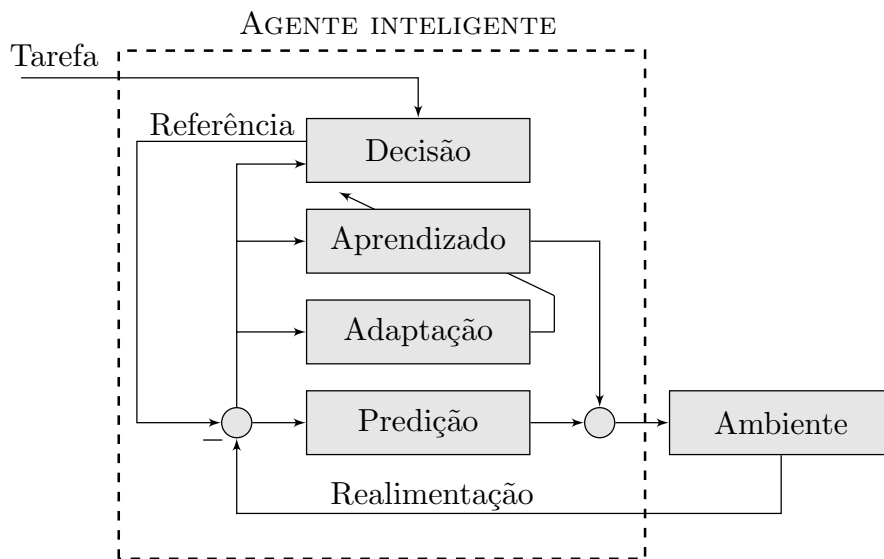 AGENTE INTELIGENTE
Tarefa
Referência
Decisão
Aprendizado
Adaptação
Predição
−
Ambiente
Realimentação